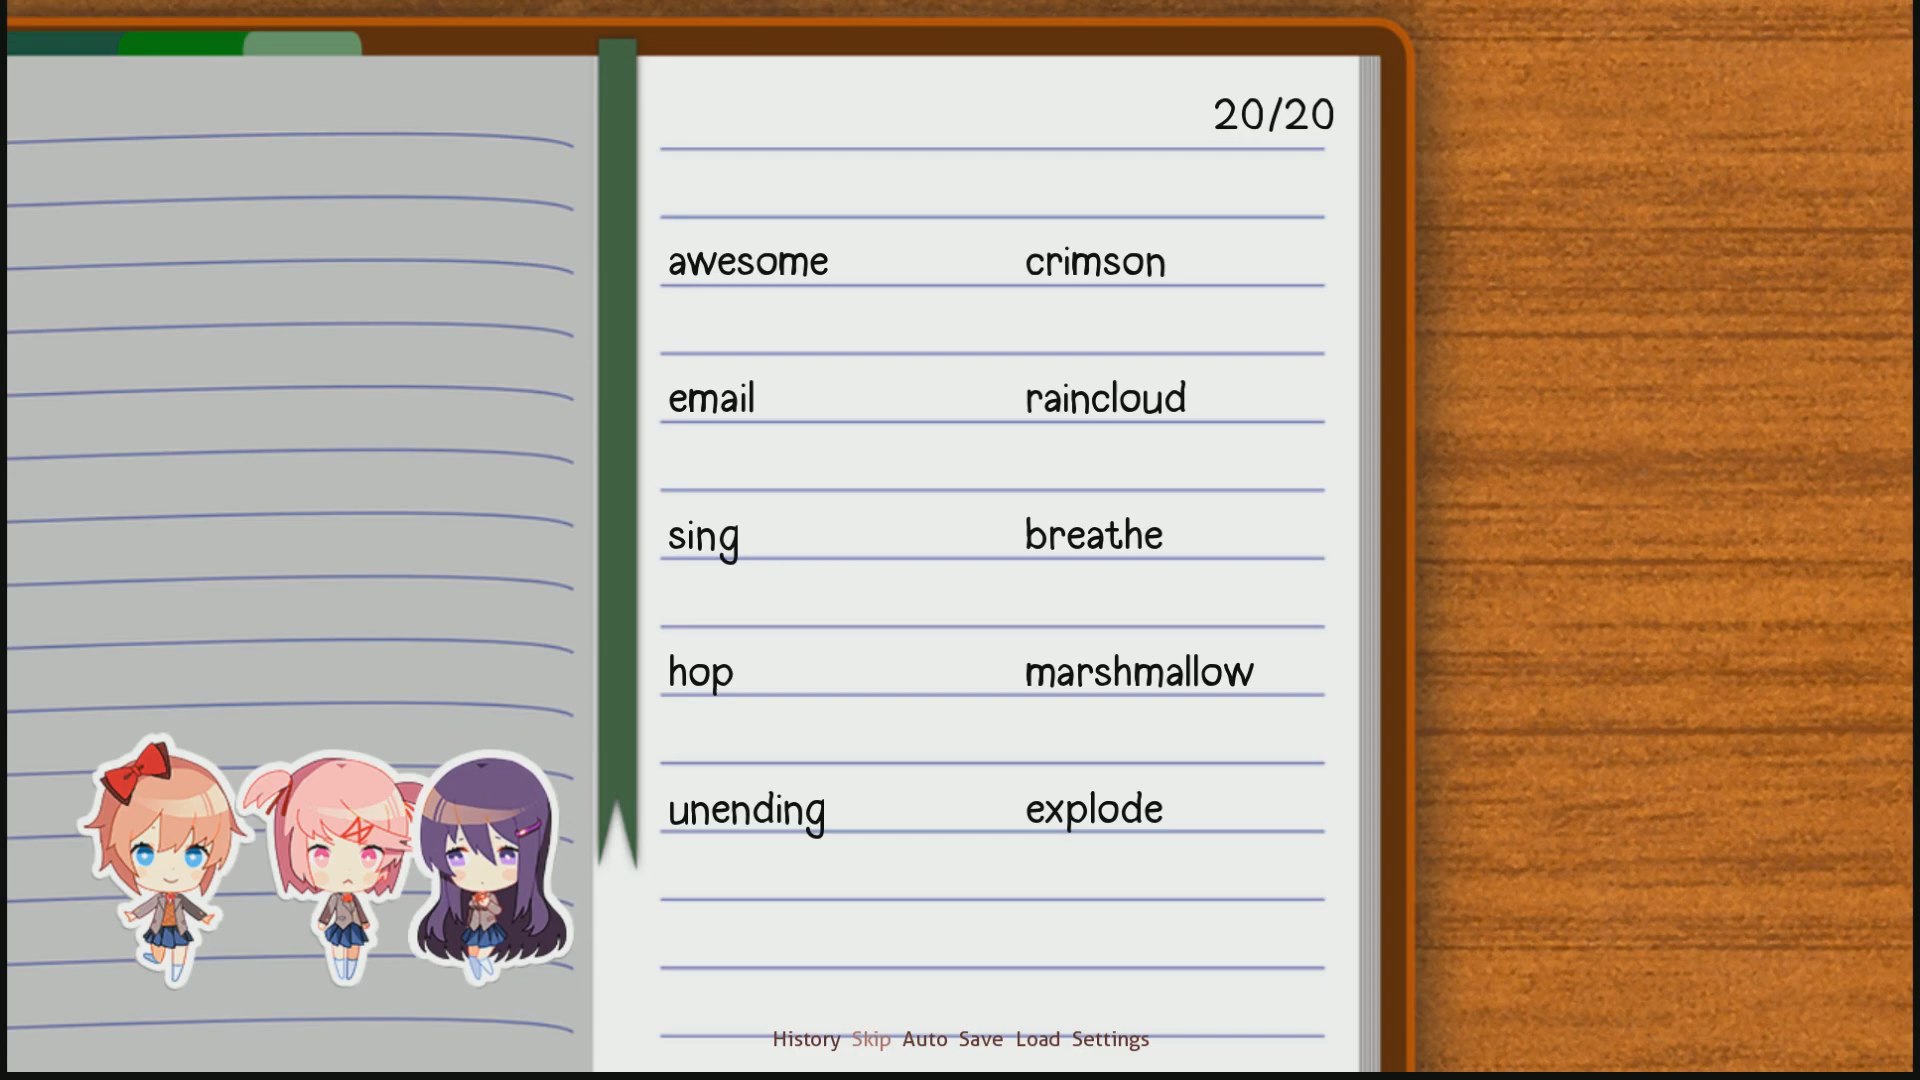 20/20
awesome crimson
email raincloud
sing breathe
hop marshmallow
unending explode
History Skip Auto Save Load Settings